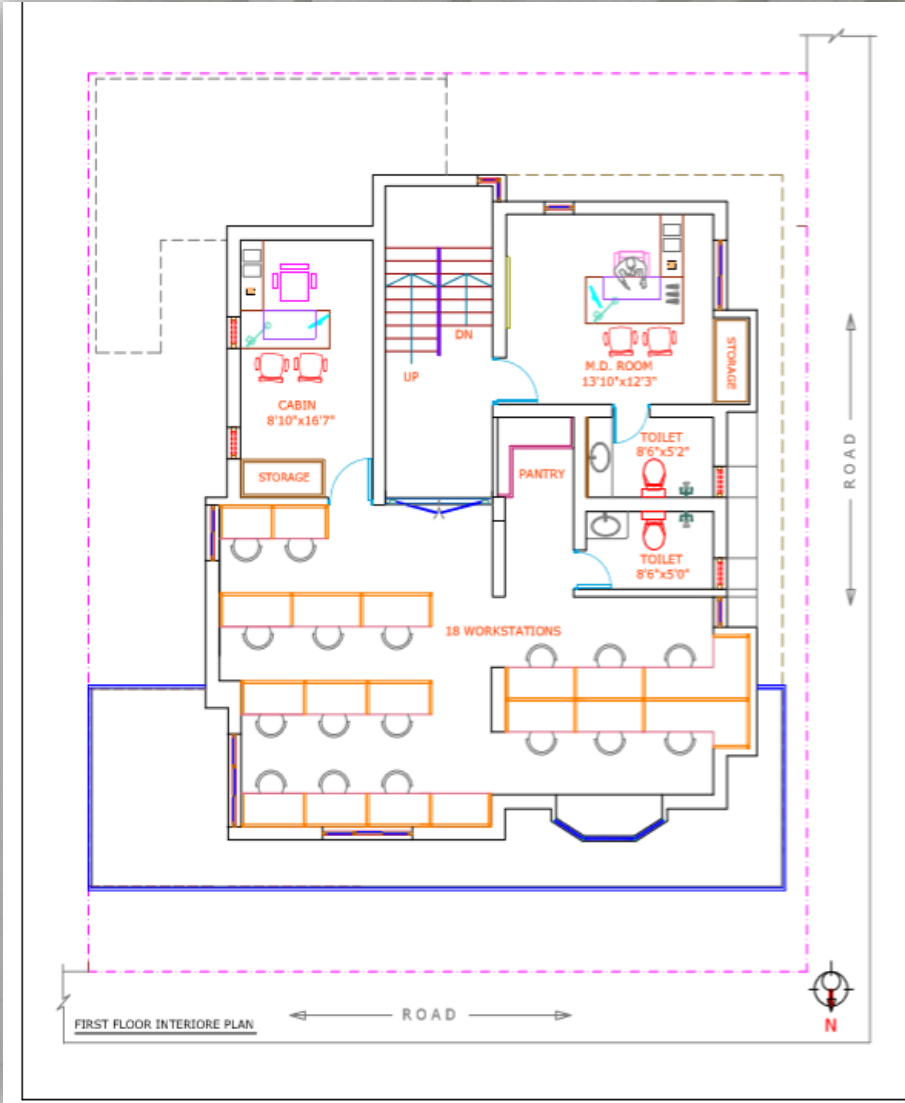 DN
UP
M.D. ROOM
13'10"x12'3"
STORAGE
CABIN
8'10"x16'7"
STORAGE
PANTRY
TOILET
8'6"x5'2"
TOILET
8'6"x5'0"
18 WORKSTATIONS
ROAD
ROAD
FIRST FLOOR INTERIORE PLAN
N